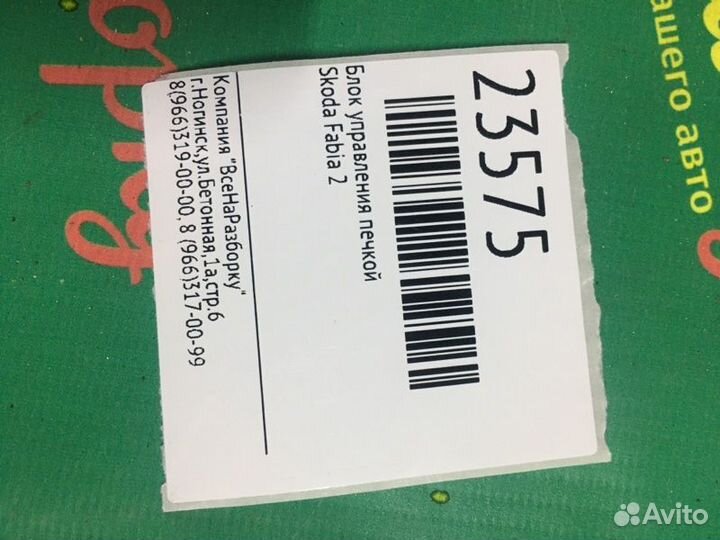 23575
Блок управления печкой
Skoda Fabia 2
Компания "ВсеНаРазборку"
г.Ногинск,ул.Бетонная,1а,стр.6
8(966)319-00-00, 8 (966)317-00-99
ашего авто
Avito